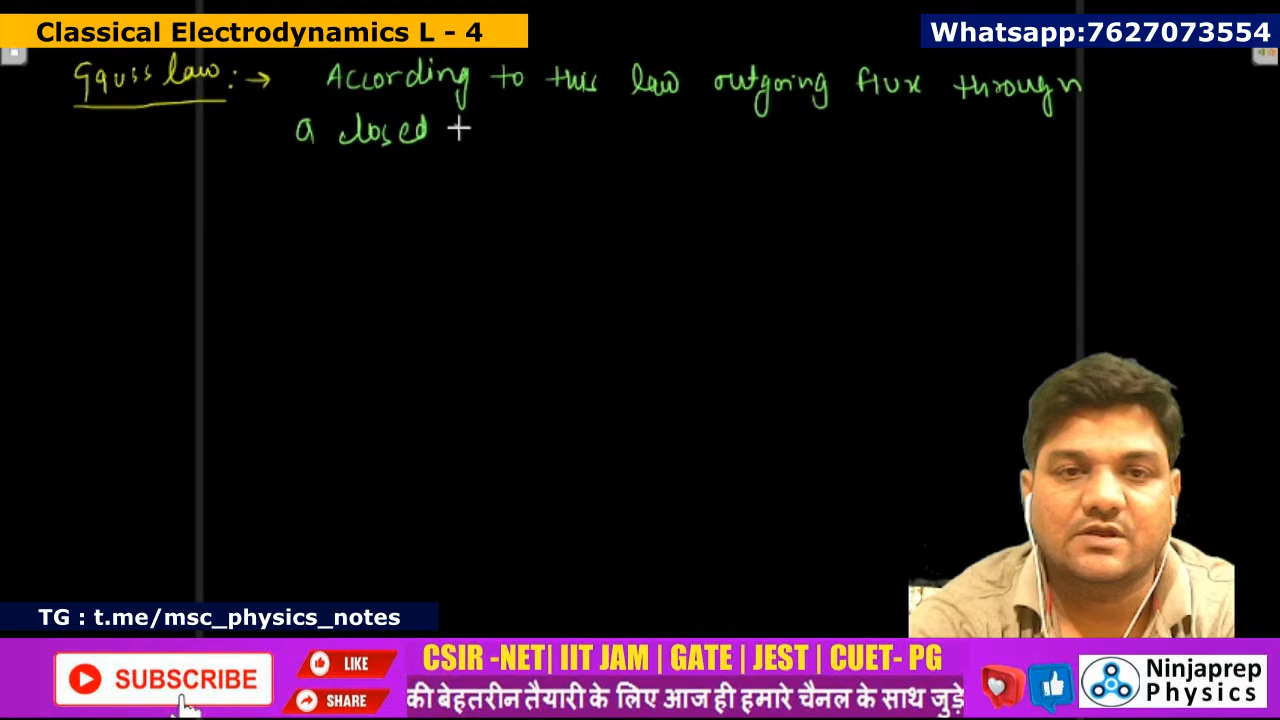 Classical Electrodynamics L - 4
Whatsapp:7627073554
Gauss law : → According to this law outgoing flux through
a closed
TG : t.me/msc_physics_notes
SUBSCRIBE
LIKE
SHARE
CSIR -NET| IIT JAM | GATE | JEST | CUET- PG
की बेहतरीन तैयारी के लिए आज ही हमारे चैनल के साथ जुड़े
Ninjaprep
Physics